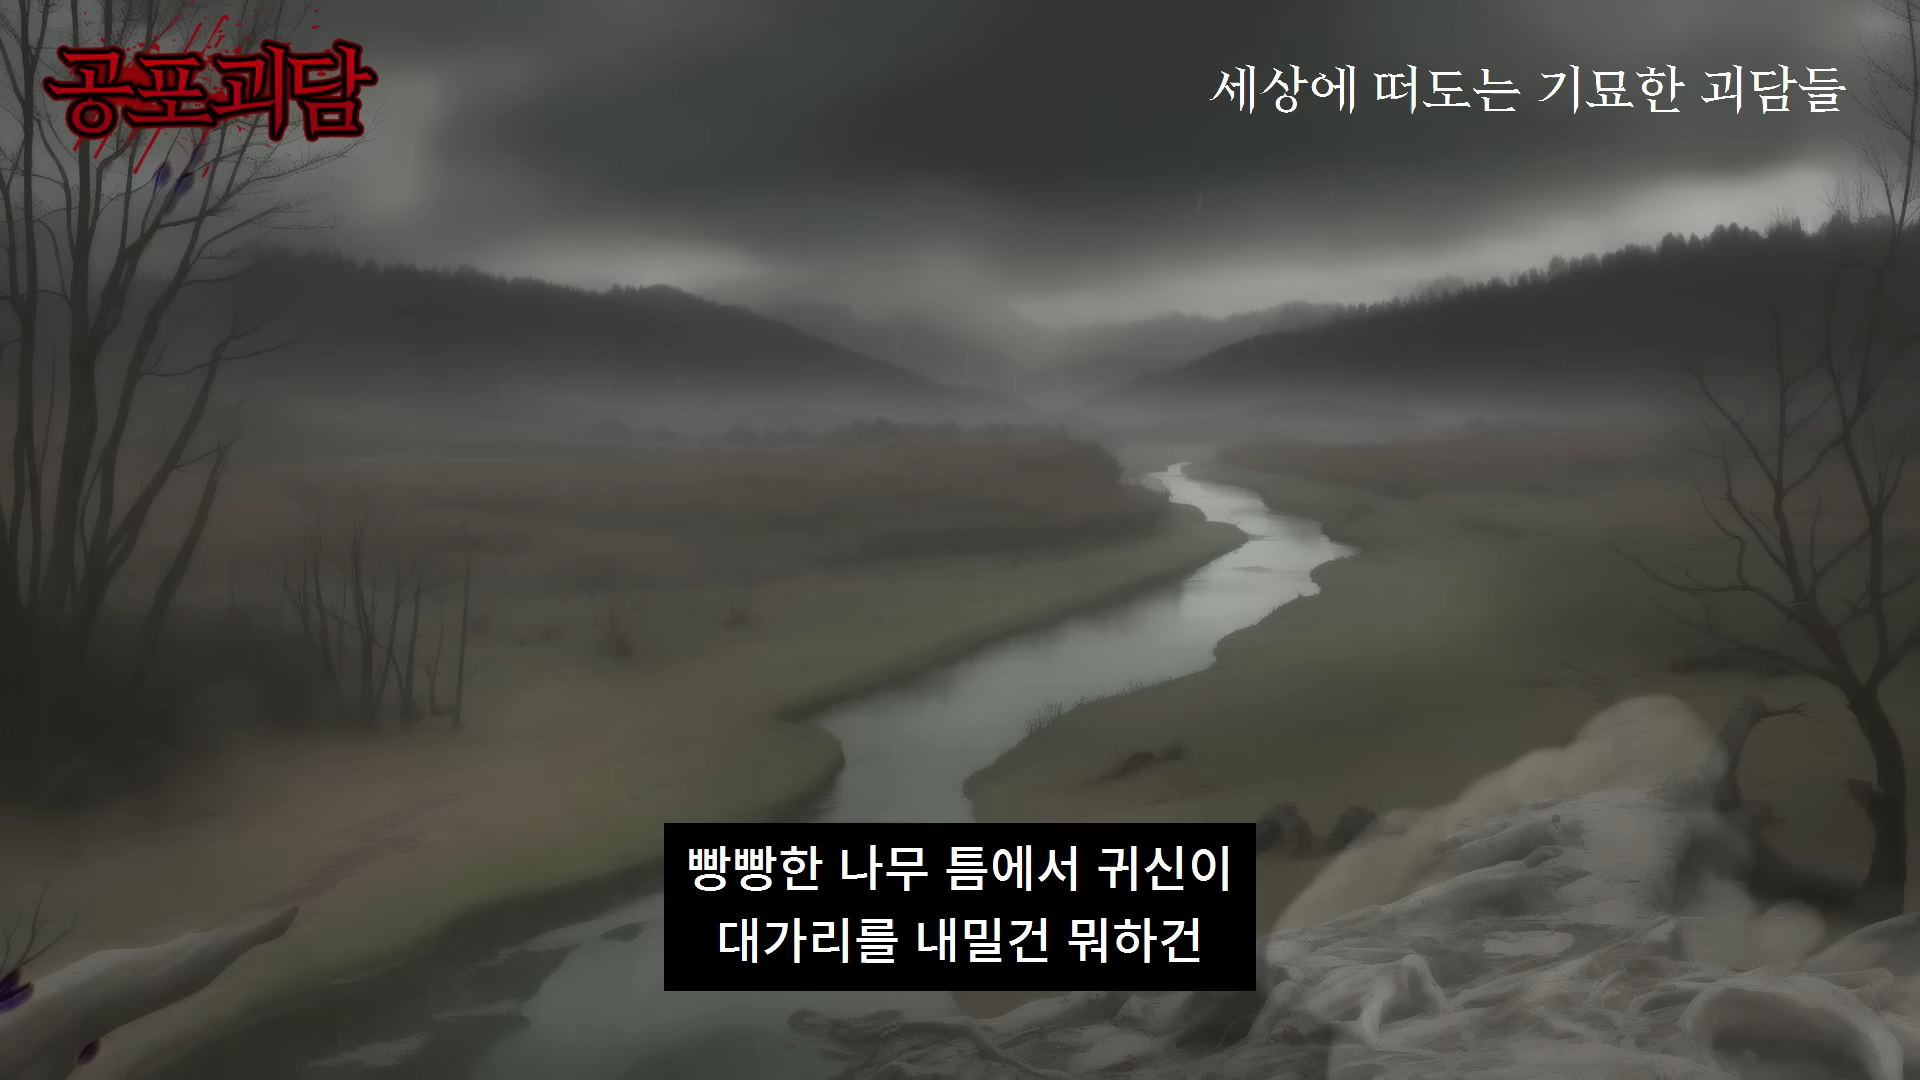 공포괴담
세상에 떠도는 기묘한 괴담들
빵빵한 나무 틈에서 귀신이
대가리를 내밀건 뭐하건